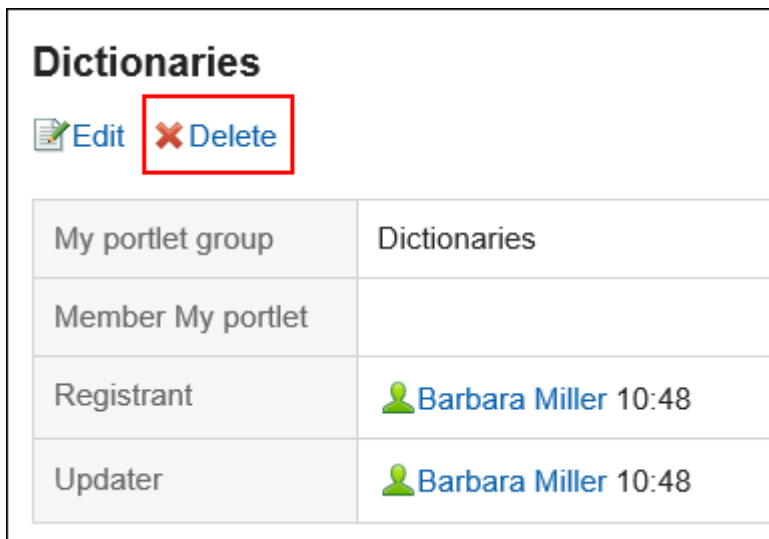 Dictionaries
Edit Delete
My portlet group Dictionaries
Member My portlet
Registrant Barbara Miller 10:48
Updater Barbara Miller 10:48